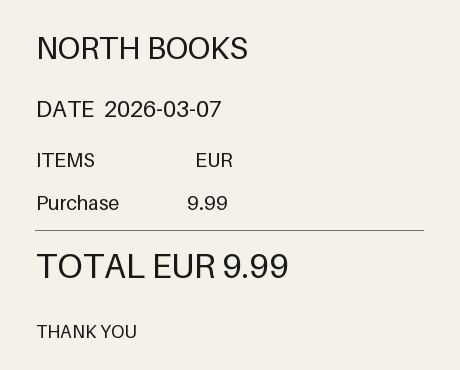 NORTH BOOKS
DATE 2026-03-07
ITEMS EUR
Purchase 9.99
TOTAL EUR 9.99
THANK YOU